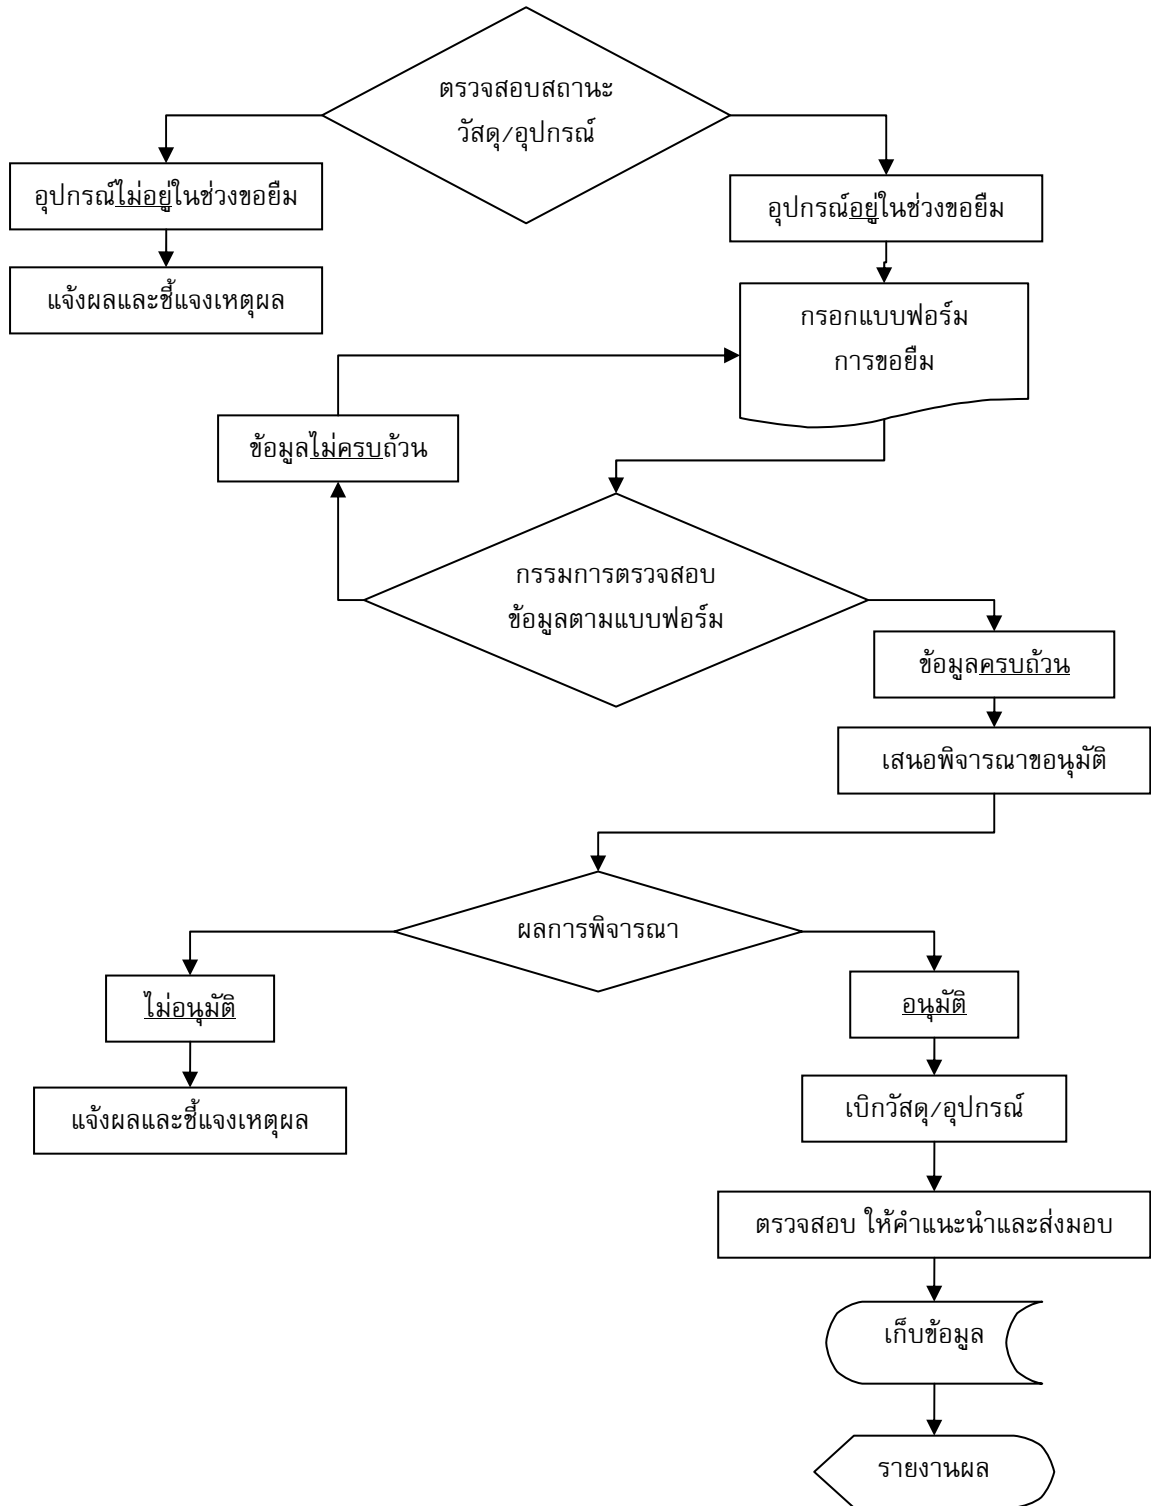 ตรวจสอบสถานะ
วัสดุ/อุปกรณ์
อุปกรณ์ไม่อยู่ในช่วงขอยืม
อุปกรณ์อยู่ในช่วงขอยืม
แจ้งผลและชี้แจงเหตุผล
กรอกแบบฟอร์ม
การขอยืม
ข้อมูลไม่ครบถ้วน
กรรมการตรวจสอบ
ข้อมูลตามแบบฟอร์ม
ข้อมูลครบถ้วน
เสนอพิจารณาขอนุมัติ
ผลการพิจารณา
ไม่อนุมัติ
อนุมัติ
แจ้งผลและชี้แจงเหตุผล
เบิกวัสดุ/อุปกรณ์
ตรวจสอบ ให้คำแนะนำและส่งมอบ
เก็บข้อมูล
รายงานผล